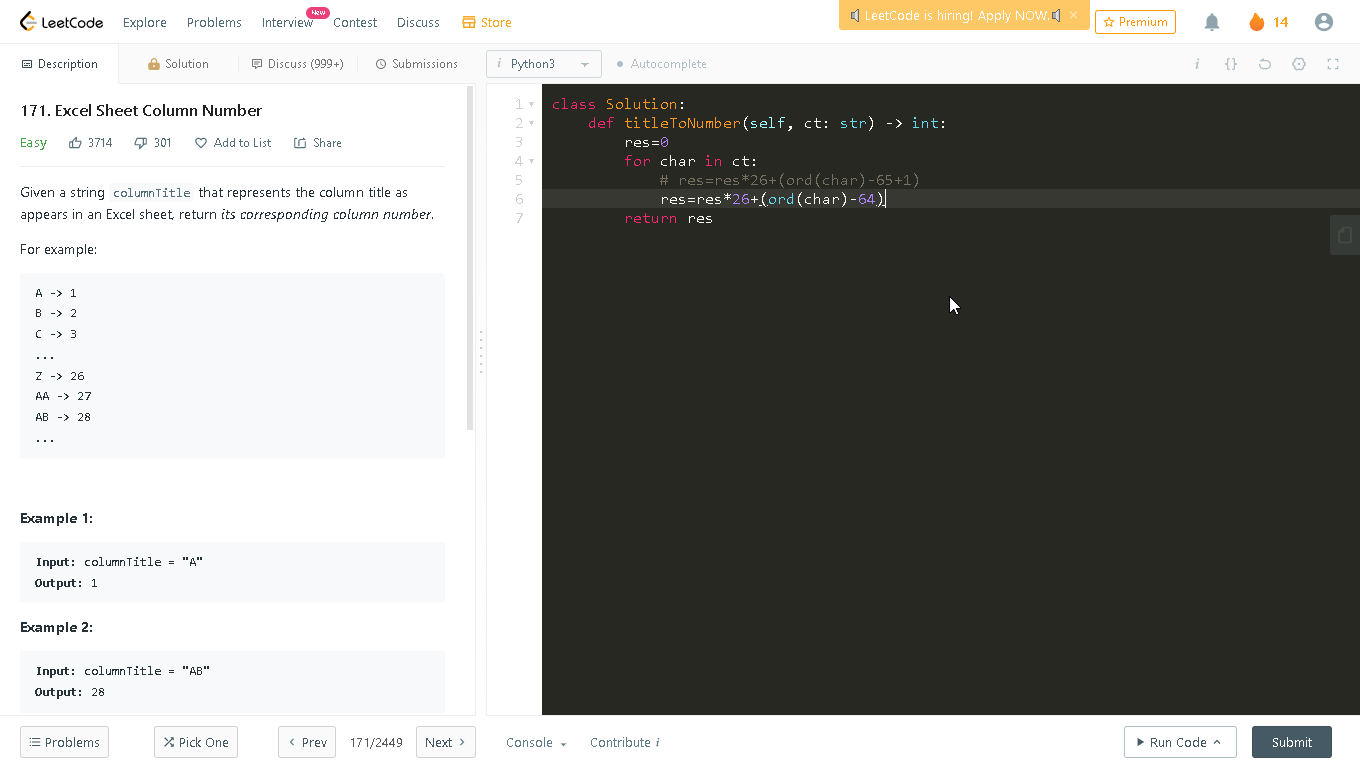 LeetCode Explore Problems Interview New Contest Discuss Store LeetCode is hiring! Apply NOW. × Premium 14
Description Solution Discuss (999+) Submissions i Python3 Autocomplete i {}
171. Excel Sheet Column Number
Easy 3714 301 Add to List Share
Given a string columnTitle that represents the column title as
appears in an Excel sheet, return its corresponding column number.
For example:
A -> 1
B -> 2
C -> 3
...
Z -> 26
AA -> 27
AB -> 28
...
Example 1:
Input: columnTitle = "A"
Output: 1
Example 2:
Input: columnTitle = "AB"
Output: 28
1 class Solution:
2 def titleToNumber(self, ct: str) -> int:
3 res=0
4 for char in ct:
5 # res=res*26+(ord(char)-65+1)
6 res=res*26+(ord(char)-64)
7 return res
Problems Pick One Prev 171/2449 Next Console Contribute i Run Code Submit